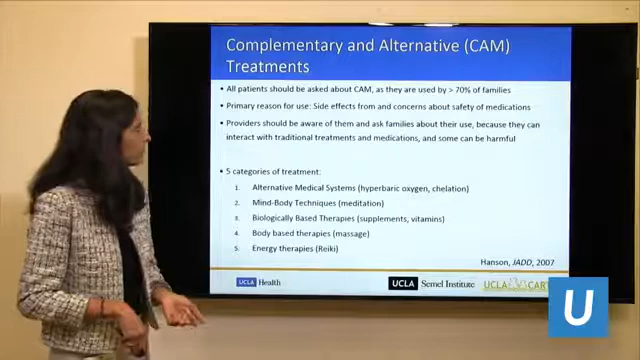 Complementary and Alternative (CAM)
Treatments
• All patients should be asked about CAM, as they are used by > 70% of families
• Primary reason for use: Side effects from and concerns about safety of medications
• Providers should be aware of them and ask families about their use, because they can
interact with traditional treatments and medications, and some can be harmful
• 5 categories of treatment:
1. Alternative Medical Systems (hyperbaric oxygen, chelation)
2. Mind-Body Techniques (meditation)
3. Biologically Based Therapies (supplements, vitamins)
4. Body based therapies (massage)
5. Energy therapies (Reiki)
Hanson, JADD, 2007
UCLA Health
UCLA Semel Institute
UCLA CART
U